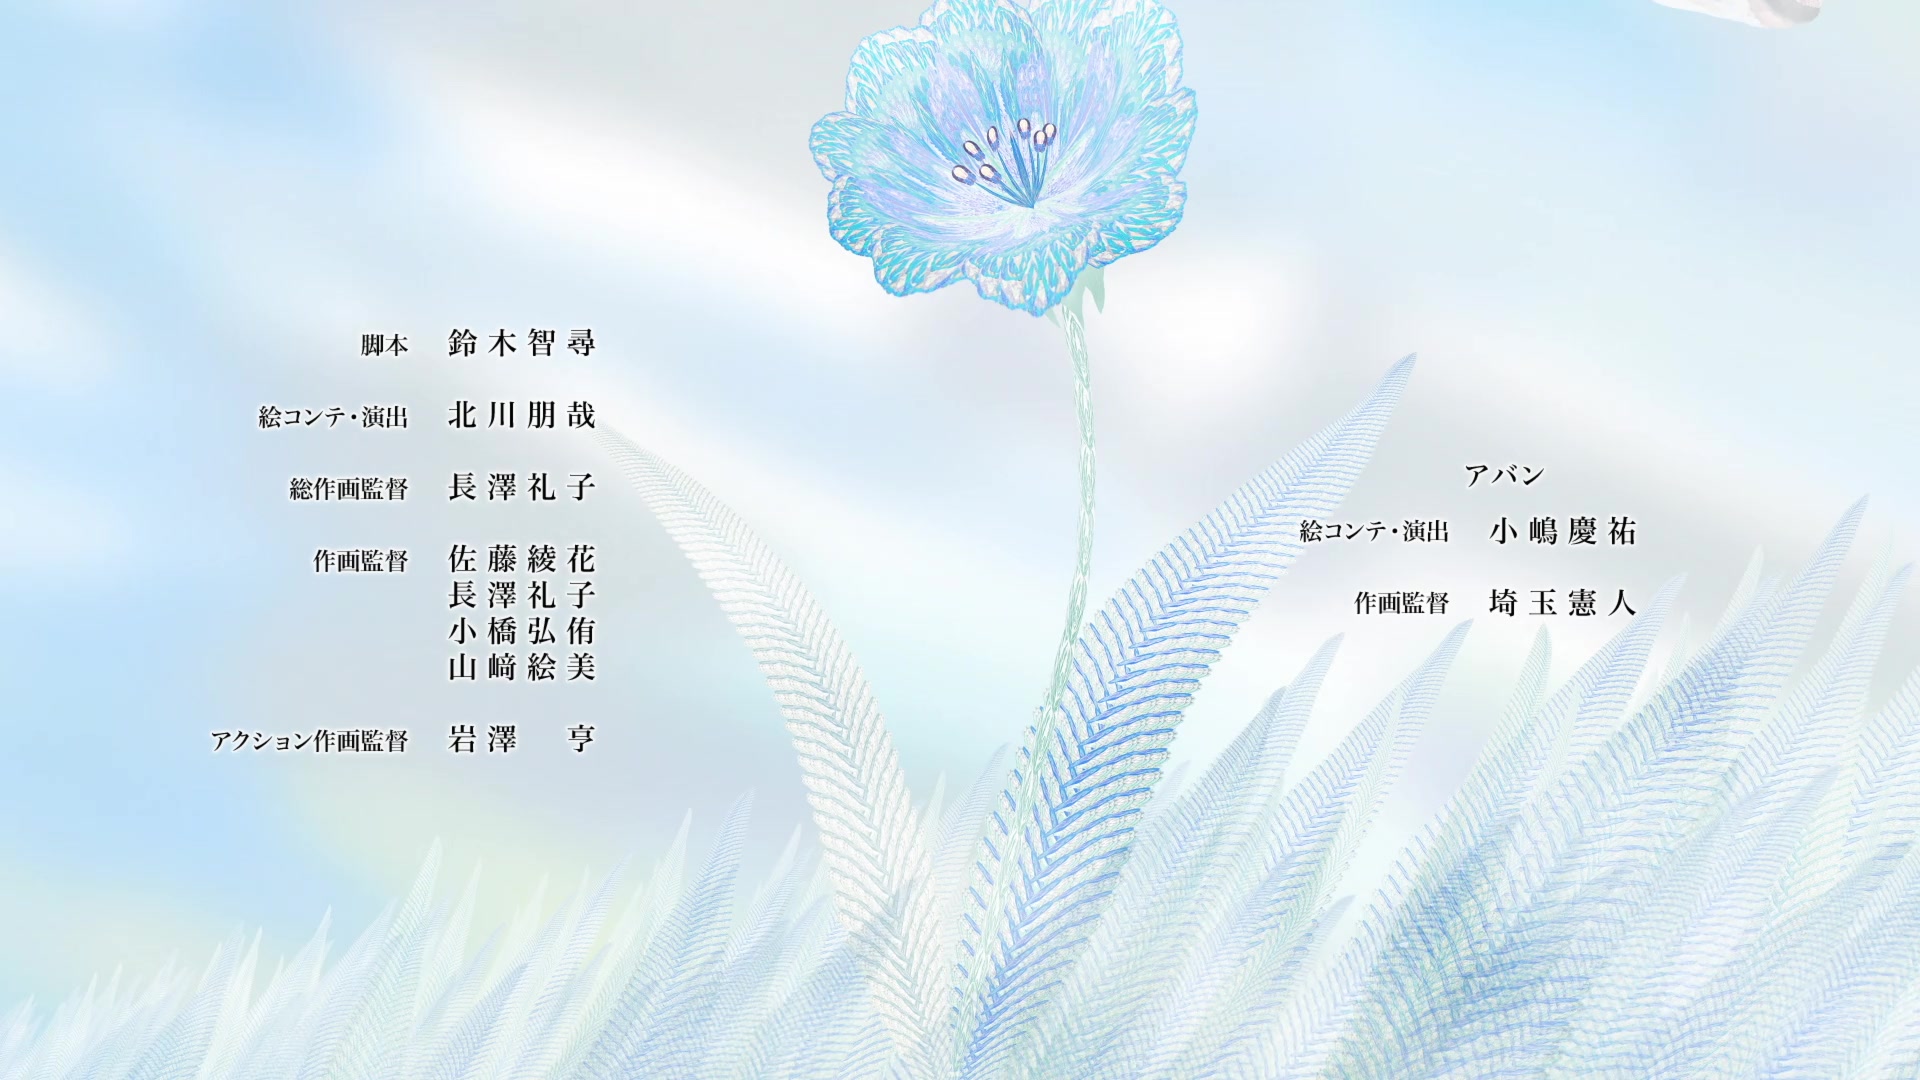 脚本 鈴木智尋
絵コンテ・演出 北川朋哉
総作画監督 長澤礼子
作画監督 佐藤綾花
長澤礼子
小橋弘侑
山﨑絵美
アクション作画監督 岩澤 亨
アバン
絵コンテ・演出 小嶋慶祐
作画監督 埼玉憲人